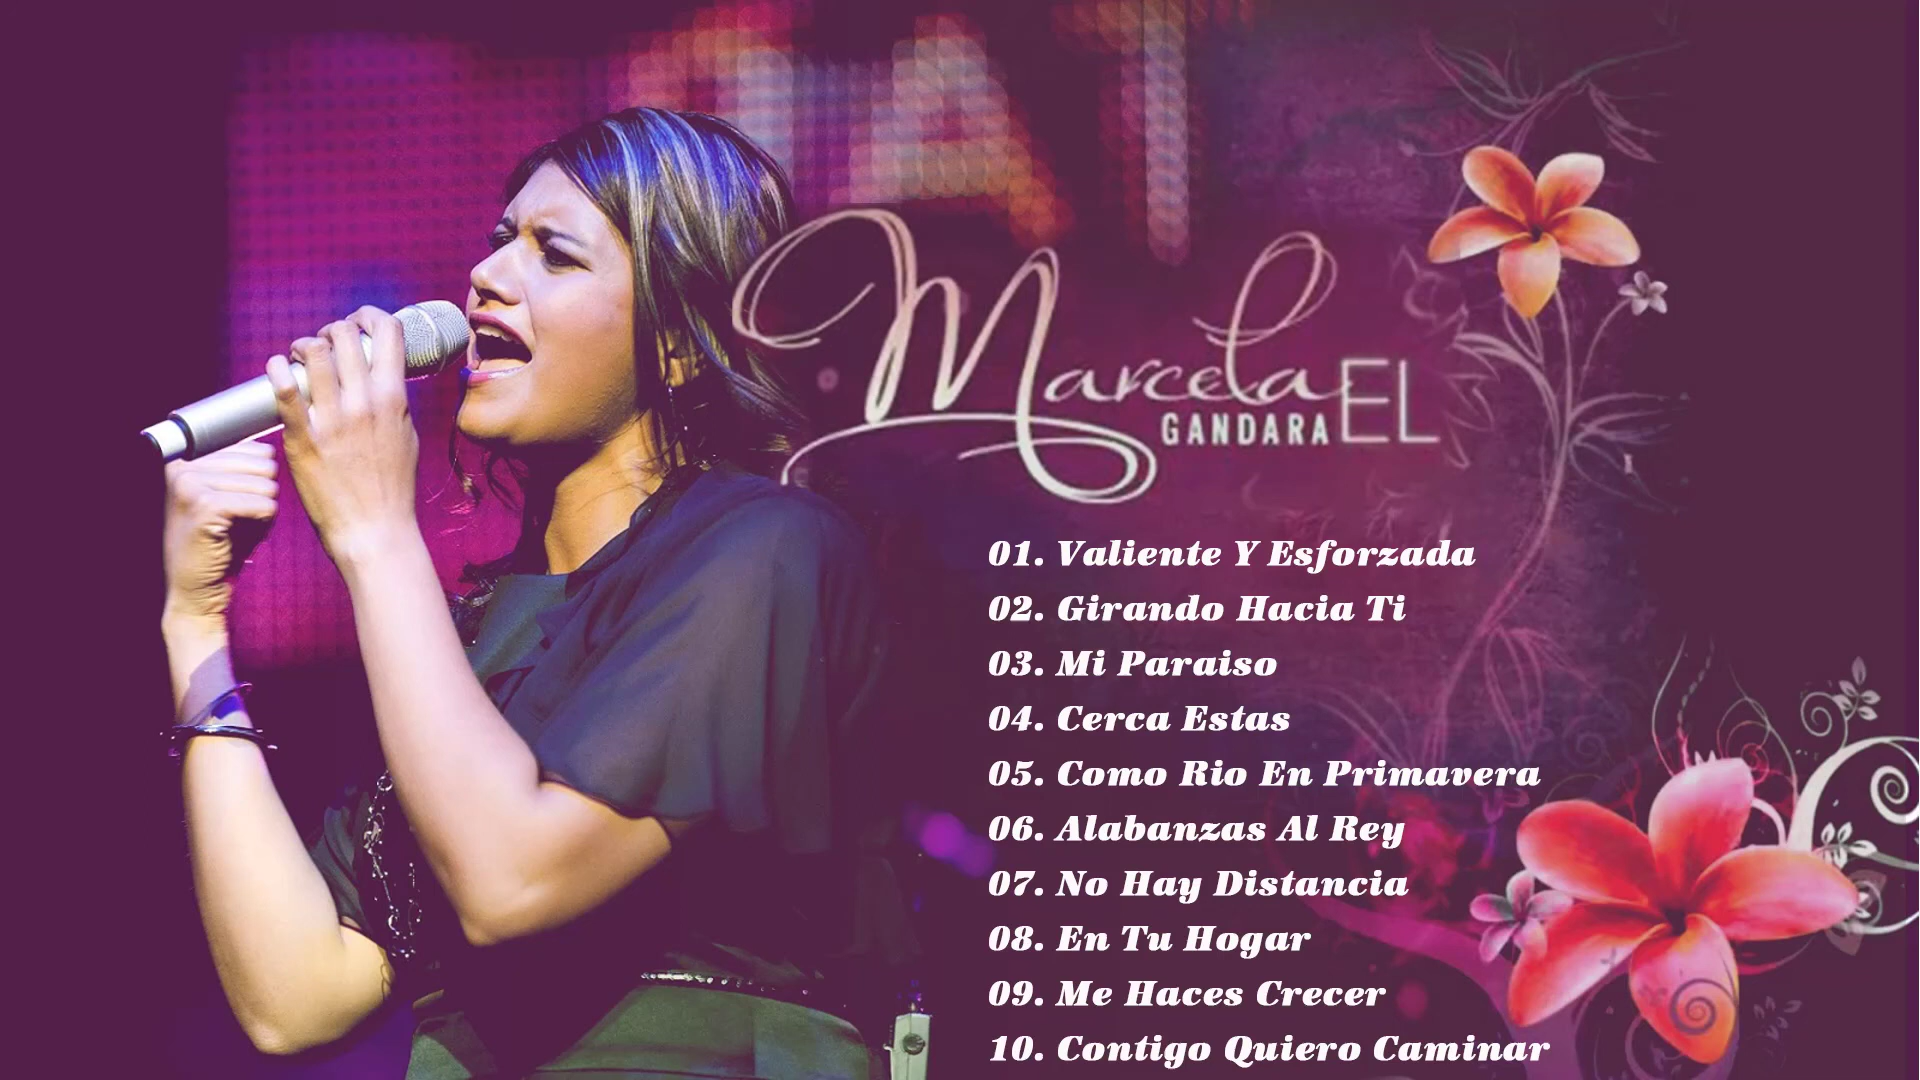 Marcela
GANDARA EL
01. Valiente Y Esforzada
02. Girando Hacia Ti
03. Mi Paraiso
04. Cerca Estas
05. Como Rio En Primavera
06. Alabanzas Al Rey
07. No Hay Distancia
08. En Tu Hogar
09. Me Haces Crecer
10. Contigo Quiero Caminar